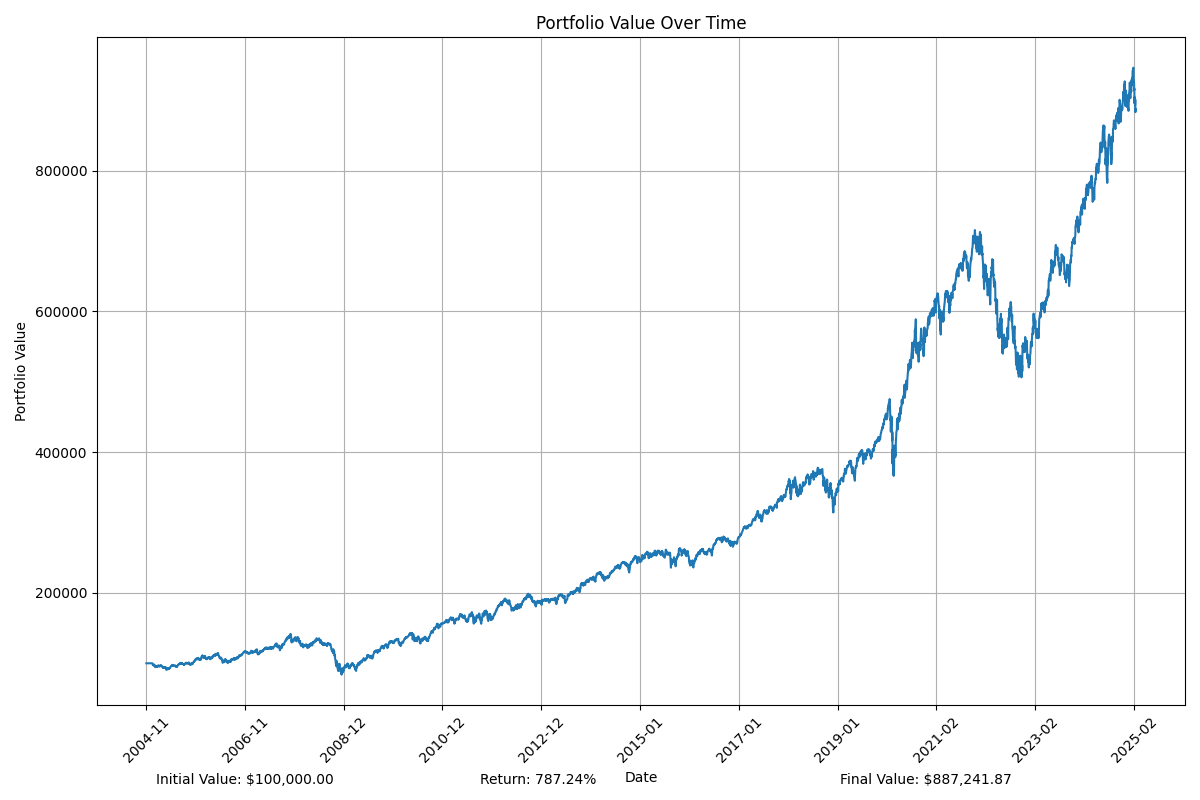 Portfolio Value Over Time
Portfolio Value
800000
600000
400000
200000
2004-11
2006-11
2008-12
2010-12
2012-12
2015-01
2017-01
2019-01
2021-02
2023-02
2025-02
Date
Initial Value: $100,000.00
Return: 787.24%
Final Value: $887,241.87